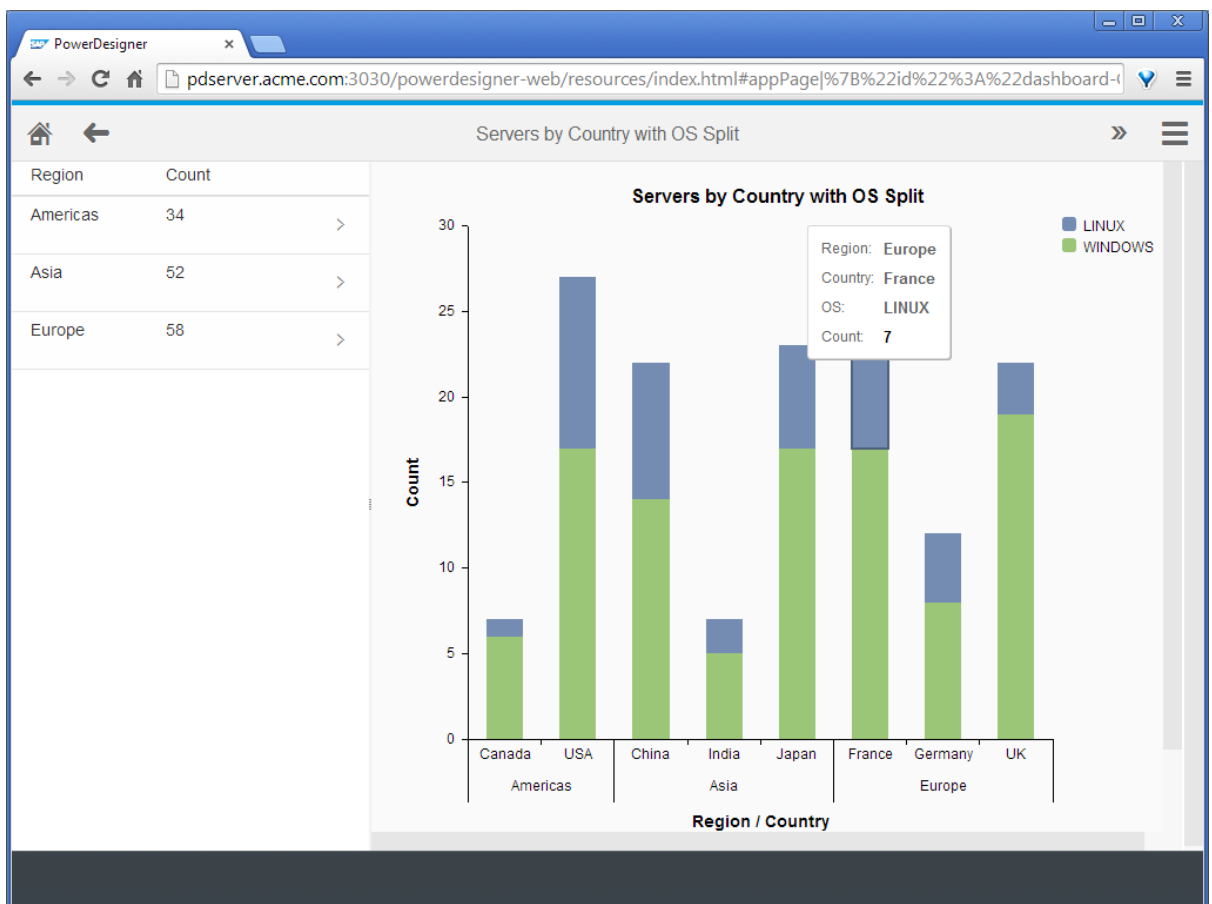 PowerDesigner ×
pdserver.acme.com:3030/powerdesigner-web/resources/index.html#appPage|%7B%22id%22%3A%22dashboard-
Servers by Country with OS Split
Region Count
Americas 34
Asia 52
Europe 58
Servers by Country with OS Split
LINUX
WINDOWS
Region: Europe
Country: France
OS: LINUX
Count: 7
Count
30
25
20
15
10
5
0
Canada USA China India Japan France Germany UK
Americas Asia Europe
Region / Country